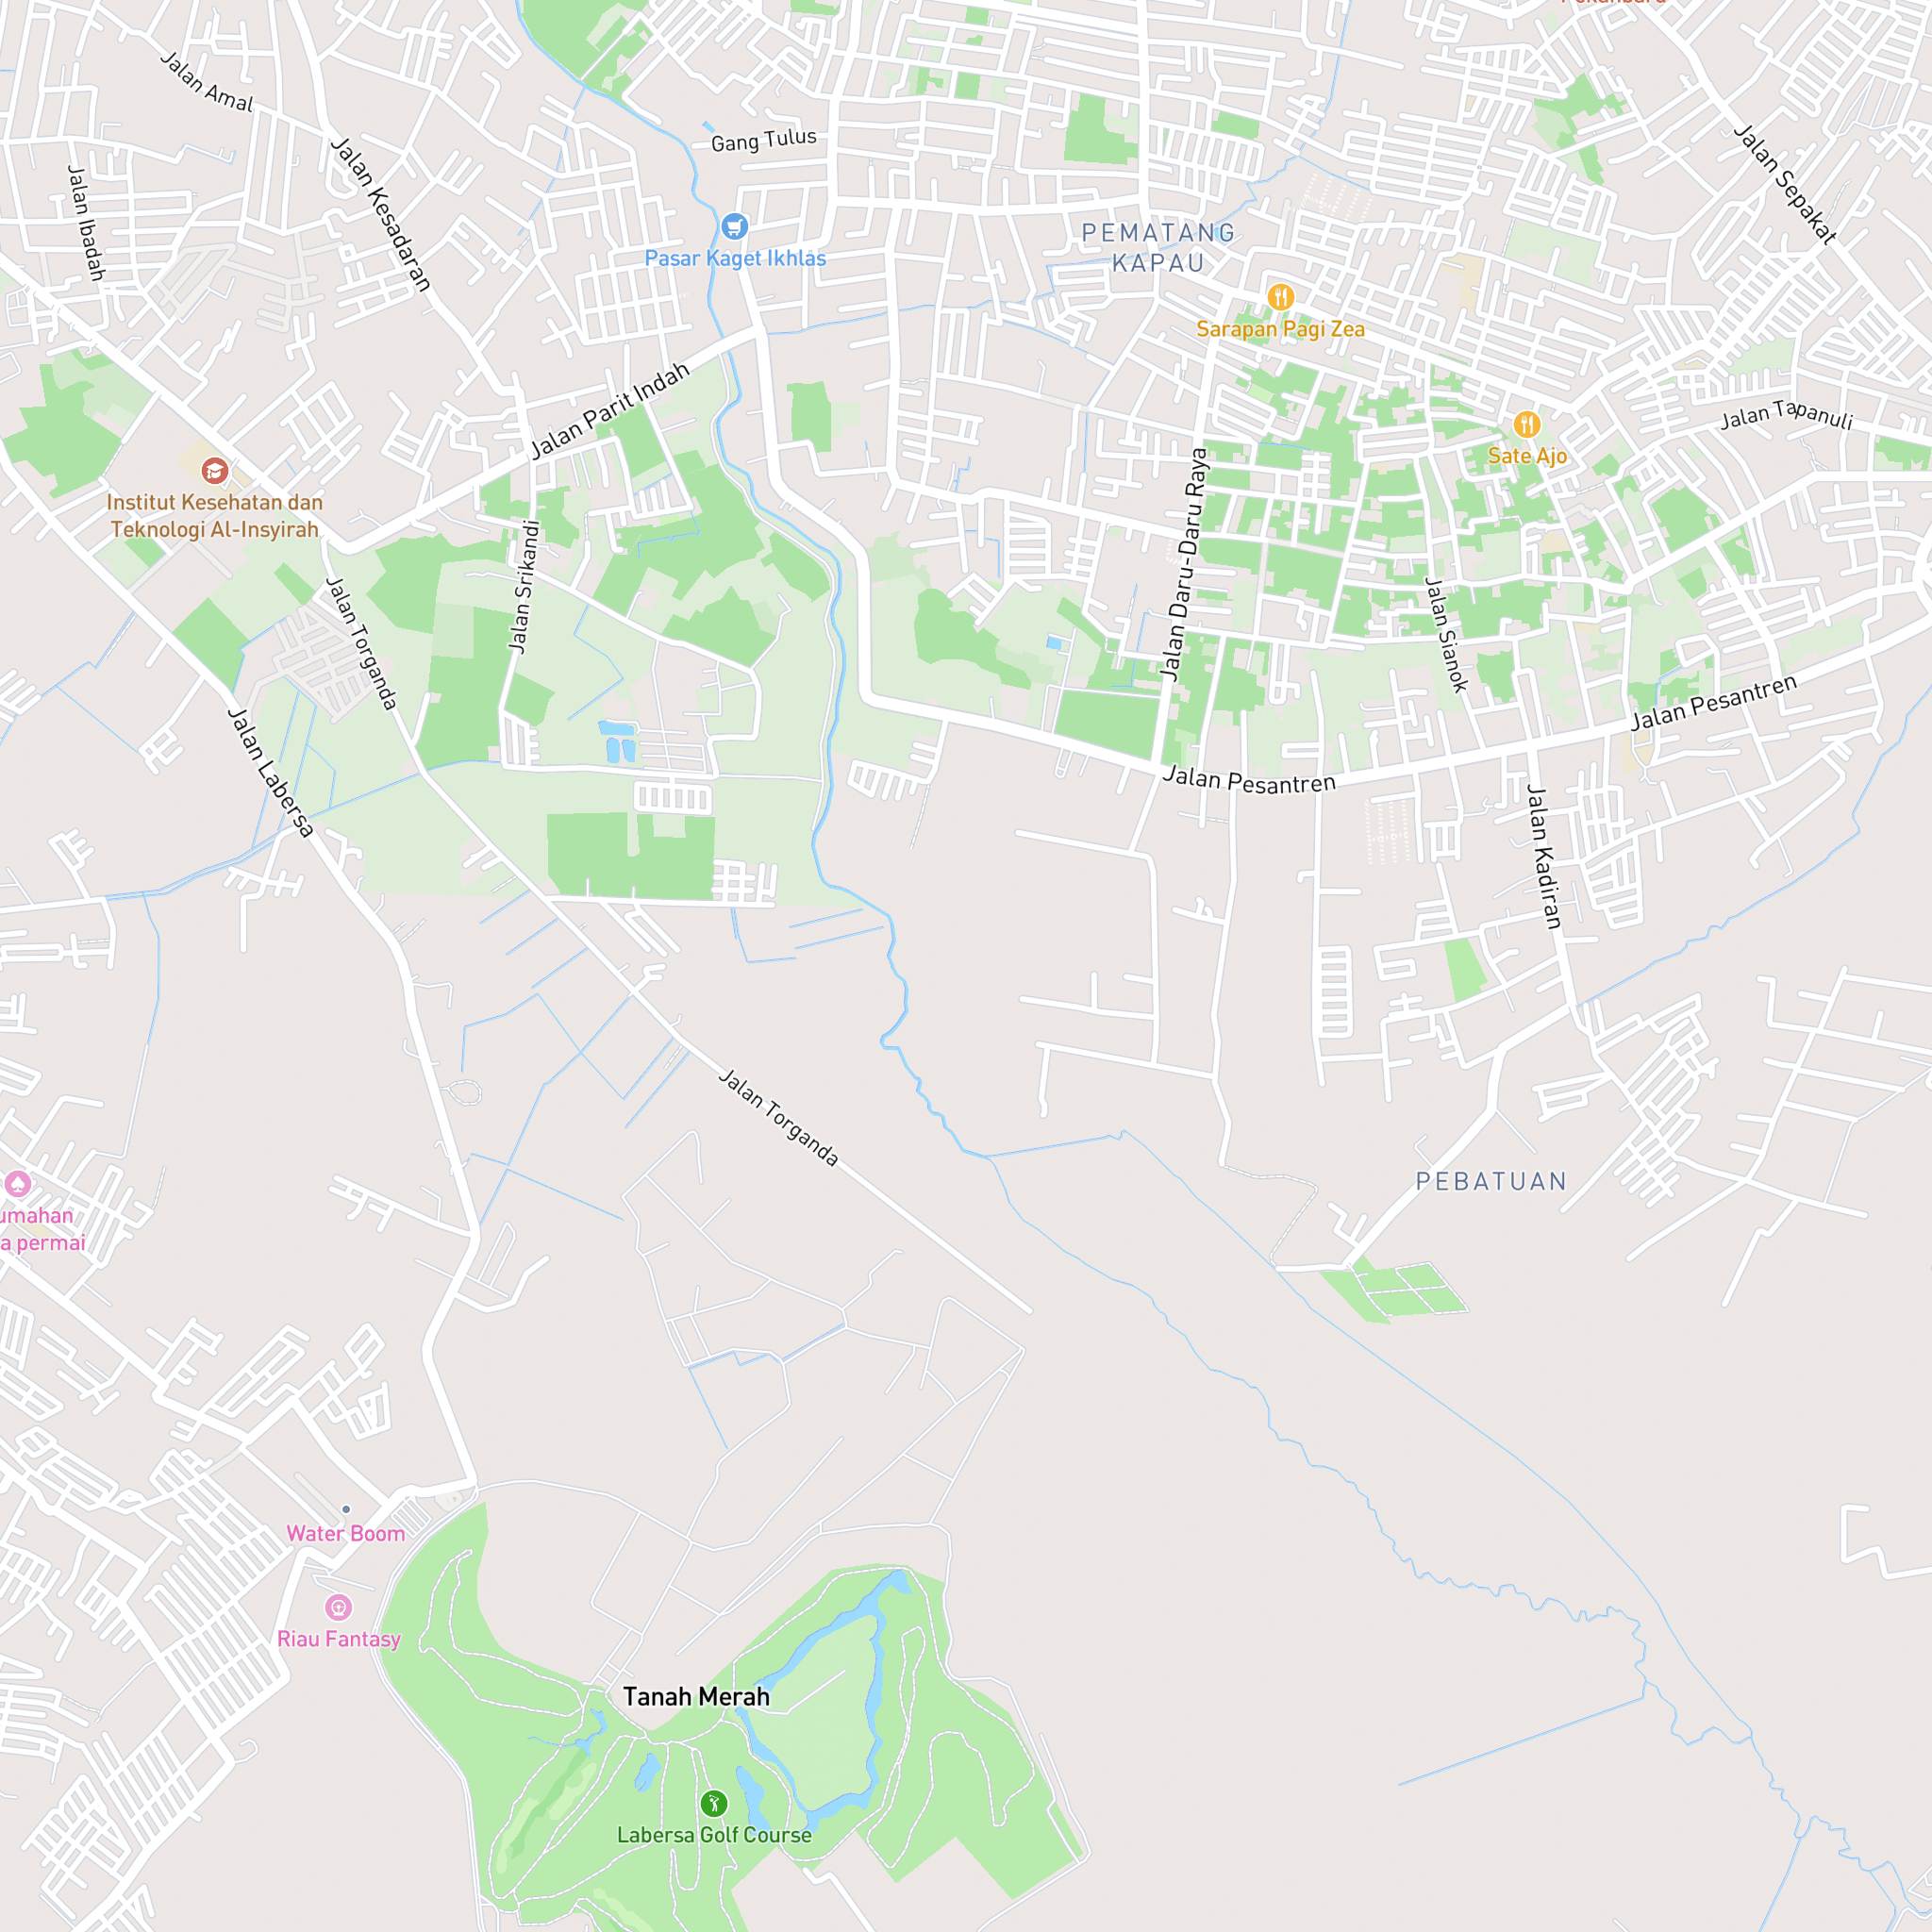 Jalan Amal
Jalan Kesadaran
Jalan Ibadah
Gang Tulus
Pasar Kaget Ikhlas
PEMATANG
KAPAU
Jalan Sepakat
Sarapan Pagi Zea
Jalan Parit Indah
Jalan Tapanuli
Sate Ajo
Institut Kesehatan dan
Teknologi Al-Insyirah
Jalan Srikandi
Jalan Torganda
Jalan Daru-Daru Raya
Jalan Sianok
Jalan Pesantren
Jalan Labersa
Jalan Pesantren
Jalan Kadiran
Jalan Torganda
PEBATUAN
umahan
a permai
Water Boom
Riau Fantasy
Tanah Merah
Labersa Golf Course